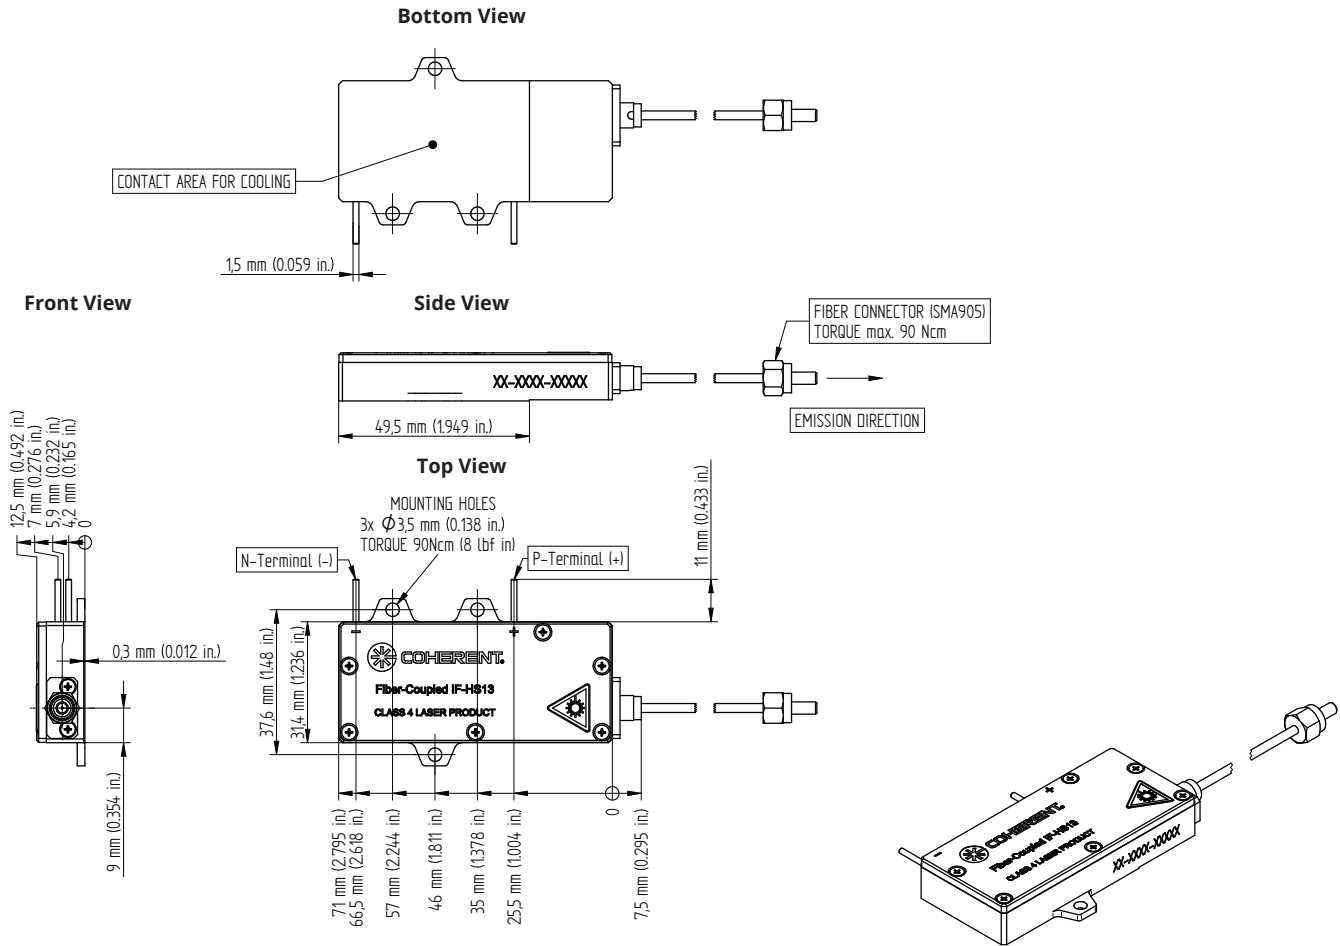 Bottom View
CONTACT AREA FOR COOLING
1,5 mm (0.059 in.)
Front View
Side View
FIBER CONNECTOR (SMA905)
TORQUE max. 90 Ncm
XX-XXXX-XXXXX
EMISSION DIRECTION
49,5 mm (1.949 in.)
12,5 mm (0.492 in.)
7 mm (0.276 in.)
5,9 mm (0.232 in.)
4,2 mm (0.165 in.)
0
0,3 mm (0.012 in.)
9 mm (0.354 in.)
Top View
MOUNTING HOLES
3x Ø3,5 mm (0.138 in.)
TORQUE 90Ncm (8 lbf in)
N-Terminal (-)
P-Terminal (+)
11 mm (0.433 in.)
37,6 mm (1.48 in.)
31,4 mm (1.236 in.)
- +
COHERENT.
Fiber-Coupled IF-HS13
CLASS 4 LASER PRODUCT
71 mm (2.795 in.)
66,5 mm (2.618 in.)
57 mm (2.244 in.)
46 mm (1.811 in.)
35 mm (1.378 in.)
25,5 mm (1.004 in.)
0
7,5 mm (0.295 in.)
+
-
COHERENT.
Fiber-Coupled IF-HS13
CLASS 4 LASER PRODUCT
XX-XXXX-XXXXX